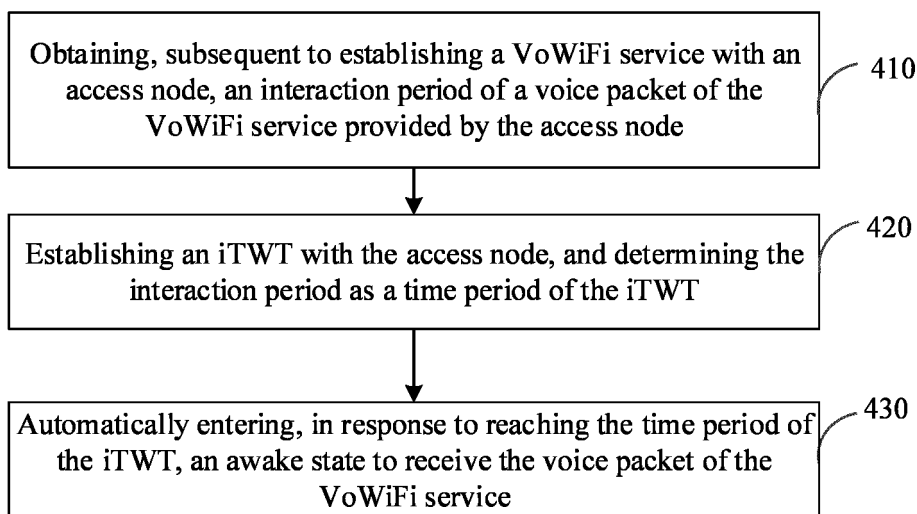 Obtaining, subsequent to establishing a VoWiFi service with an
access node, an interaction period of a voice packet of the
VoWiFi service provided by the access node
410
Establishing an iTWT with the access node, and determining the
interaction period as a time period of the iTWT
420
Automatically entering, in response to reaching the time period of
the iTWT, an awake state to receive the voice packet of the
VoWiFi service
430